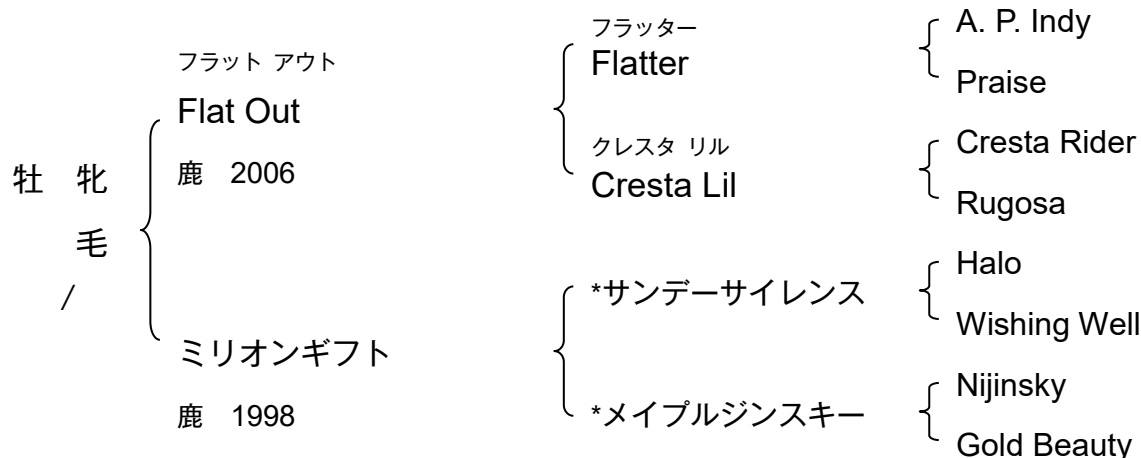 牡 牝
毛
/
フラット アウト
Flat Out
鹿 2006
ミリオンギフト
鹿 1998
フラッター
Flatter
クレスタ リル
Cresta Lil
*サンデーサイレンス
*メイプルジンスキー
A. P. Indy
Praise
Cresta Rider
Rugosa
Halo
Wishing Well
Nijinsky
Gold Beauty